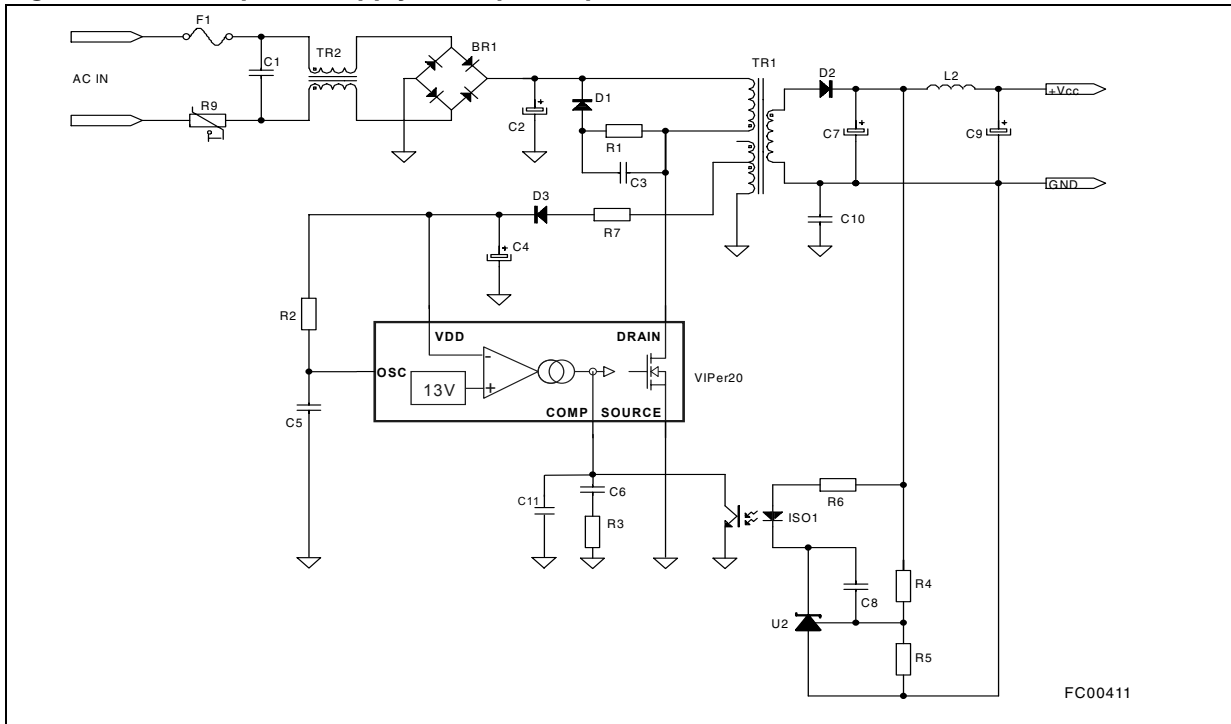 F1
TR2
BR1
C1
AC IN
R9
C2
D1
R1
C3
TR1
D2
L2
+Vcc
C7
C9
GND
C10
D3
R7
C4
R2
VDD
DRAIN
OSC
13V
-
+
COMP
SOURCE
VIPer20
C5
C11
C6
R3
ISO1
R6
C8
R4
U2
R5
FC00411